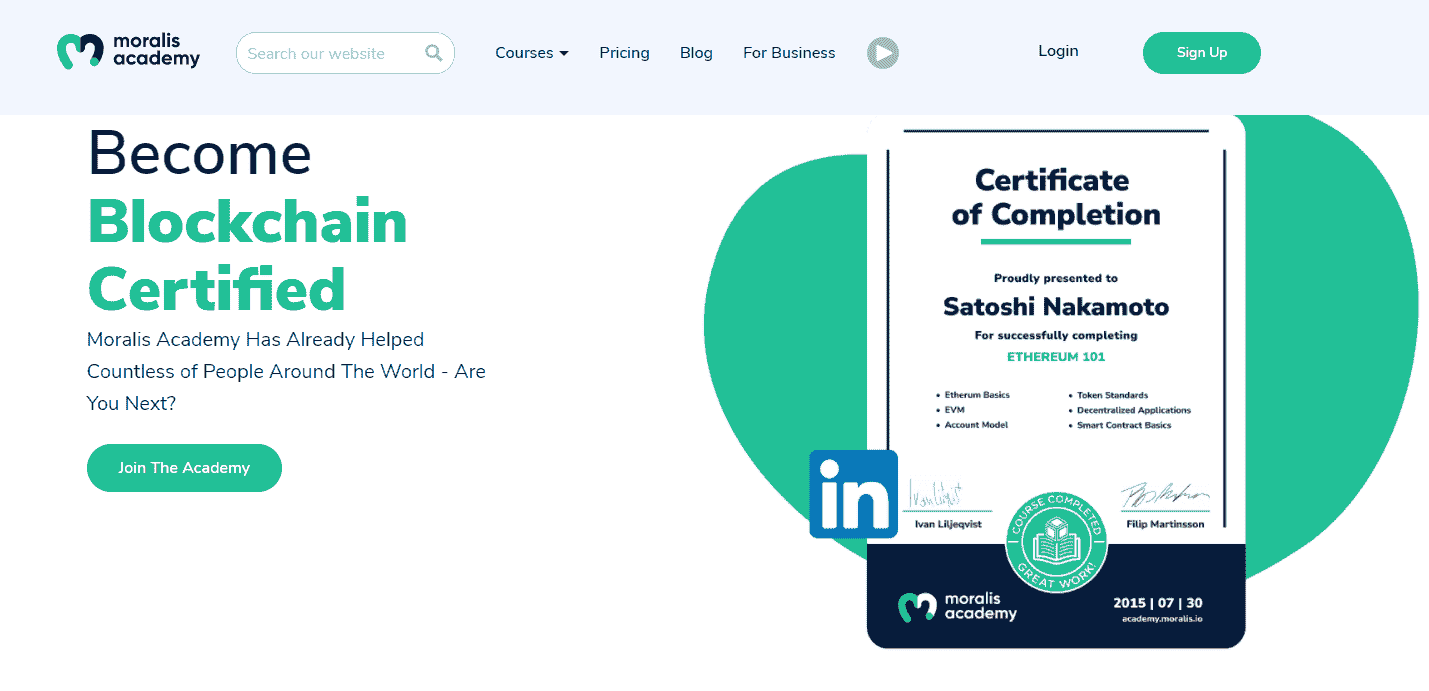 moralis
academy
Search our website
Courses
Pricing
Blog
For Business
Login
Sign Up
Become
Blockchain
Certified
Moralis Academy Has Already Helped
Countless of People Around The World - Are
You Next?
Join The Academy
Certificate
of Completion
Proudly presented to
Satoshi Nakamoto
For successfully completing
ETHEREUM 101
• Etherum Basics
• EVM
• Account Model
• Token Standards
• Decentralized Applications
• Smart Contract Basics
in
Ivan Liljeqvist
Filip Martinsson
COURSE COMPLETED
GREAT WORK!
moralis
academy
2015 | 07 | 30
academy.moralis.io